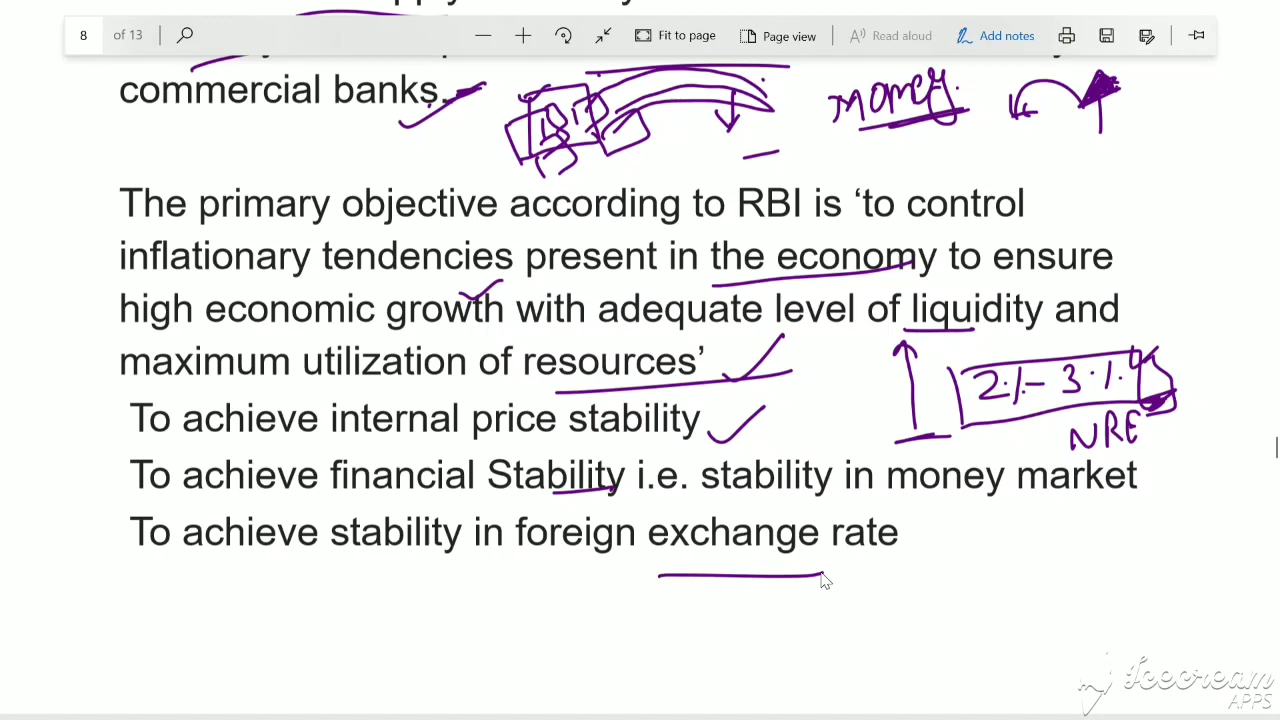 8 of 13 Fit to page Page view Read aloud Add notes
commercial banks.
money.
The primary objective according to RBI is ‘to control
inflationary tendencies present in the economy to ensure
high economic growth with adequate level of liquidity and
maximum utilization of resources’
2%- 3%
NRE
To achieve internal price stability
To achieve financial Stability i.e. stability in money market
To achieve stability in foreign exchange rate
Icecream
APPS